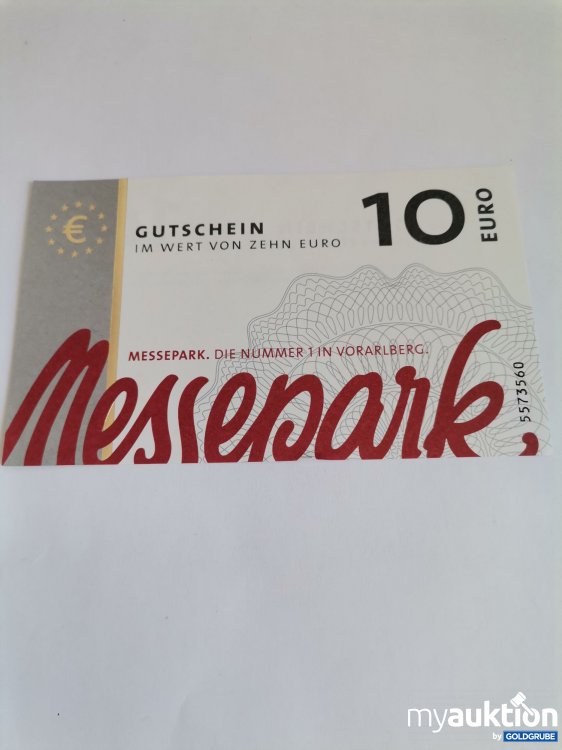 €
GUTSCHEIN
IM WERT VON ZEHN EURO
10
EURO
MESSEPARK. DIE NUMMER 1 IN VORARLBERG.
Messepark,
5573560
myauktion
by GOLDGRUBE